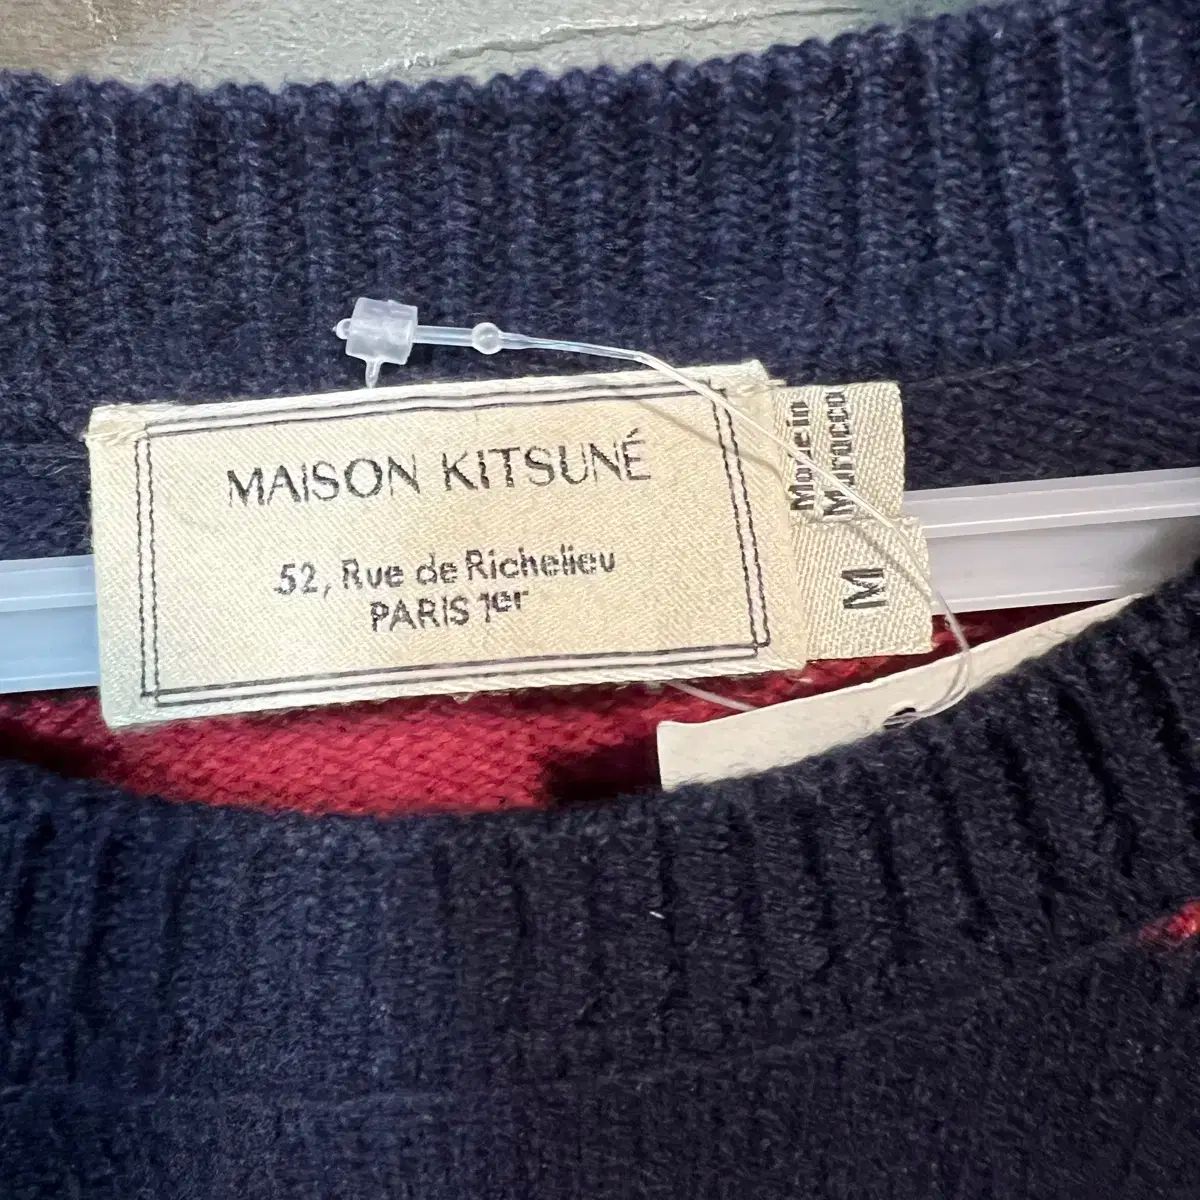 MAISON KITSUNÉ
52, Rue de Richelieu
PARIS 1er
Made in
Morocco
M